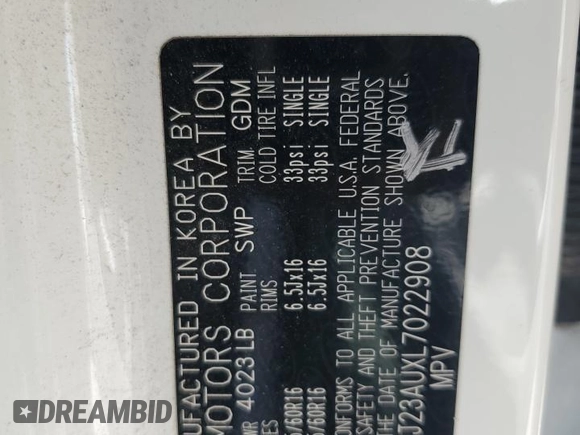 UFACTURED IN KOREA BY
MOTORS CORPORATION
WR 4023LB PAINT SWP TRIM GDM
RIMS COLD TIRE INFL
/60R16 6.5Jx16 33psi SINGLE
/60R16 6.5Jx16 33psi SINGLE
ONFORMS TO ALL APPLICABLE U.S.A. FEDERAL
SAFETY AND THEFT PREVENTION STANDARDS
DATE OF MANUFACTURE SHOWN ABOVE.
J23AUXL7022908
MPV
DREAMBID